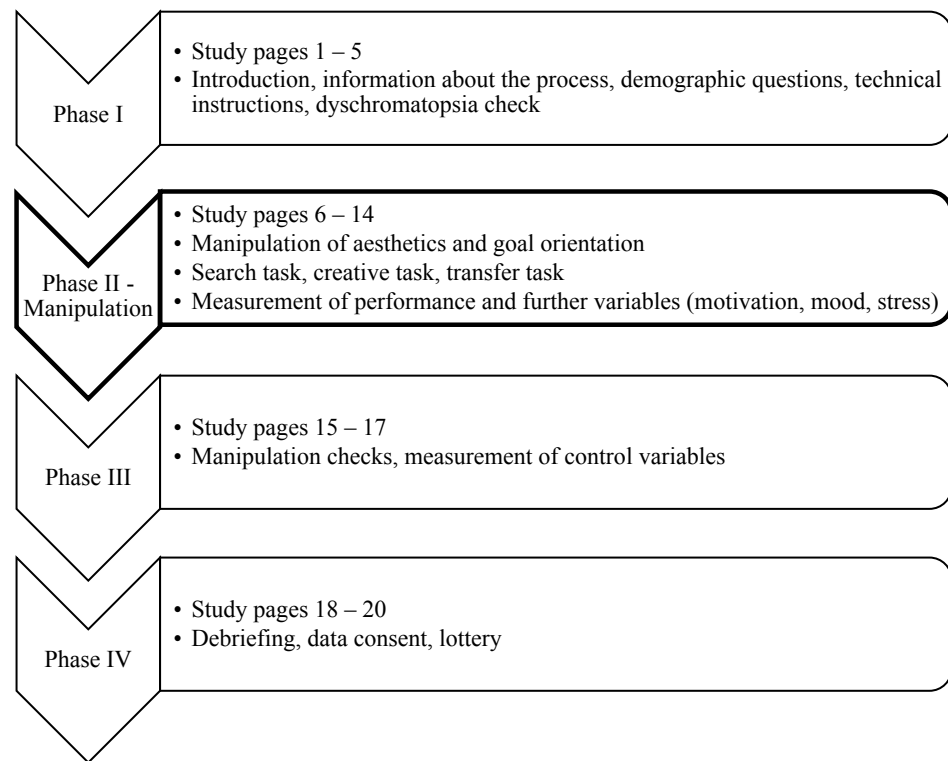 Phase I
• Study pages 1 – 5
• Introduction, information about the process, demographic questions, technical
instructions, dyschromatopsia check
Phase II -
Manipulation
• Study pages 6 – 14
• Manipulation of aesthetics and goal orientation
• Search task, creative task, transfer task
• Measurement of performance and further variables (motivation, mood, stress)
Phase III
• Study pages 15 – 17
• Manipulation checks, measurement of control variables
Phase IV
• Study pages 18 – 20
• Debriefing, data consent, lottery